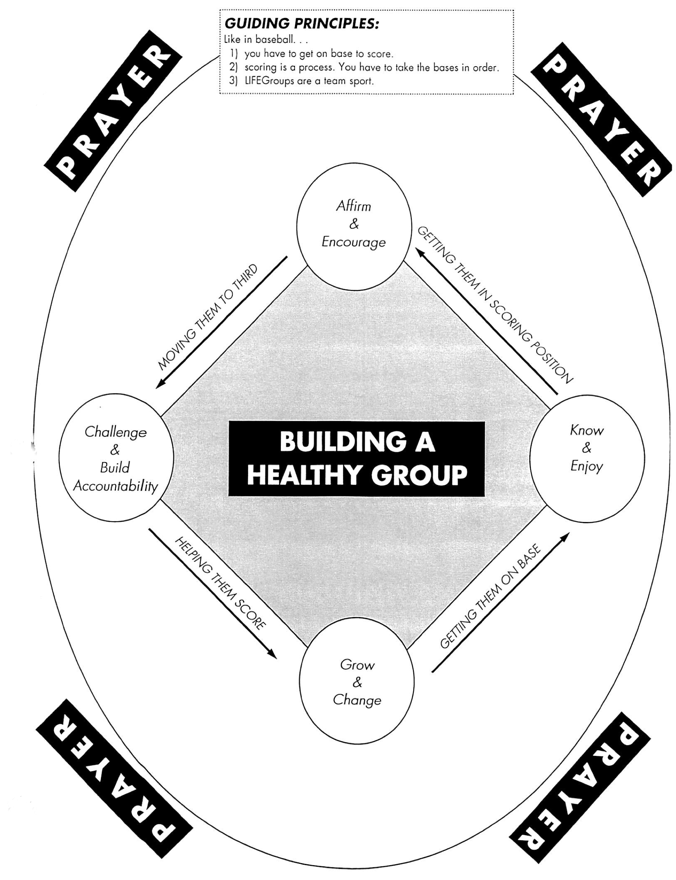 GUIDING PRINCIPLES:
Like in baseball. . .
1) you have to get on base to score.
2) scoring is a process. You have to take the bases in order.
3) LIFEGroups are a team sport.
PRAYER
PRAYER
Affirm
&
Encourage
MOVING THEM TO THIRD
GETTING THEM IN SCORING POSITION
Challenge
&
Build
Accountability
BUILDING A
HEALTHY GROUP
Know
&
Enjoy
HELPING THEM SCORE
GETTING THEM ON BASE
Grow
&
Change
PRAYER
PRAYER